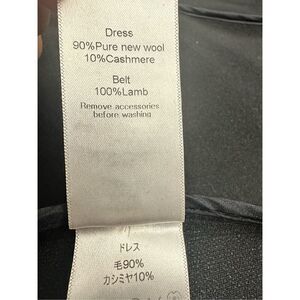 Dress
90%Pure new wool
10%Cashmere
Belt
100%Lamb
Remove accessories
before washing
ドレス
毛90%
カシミヤ10%